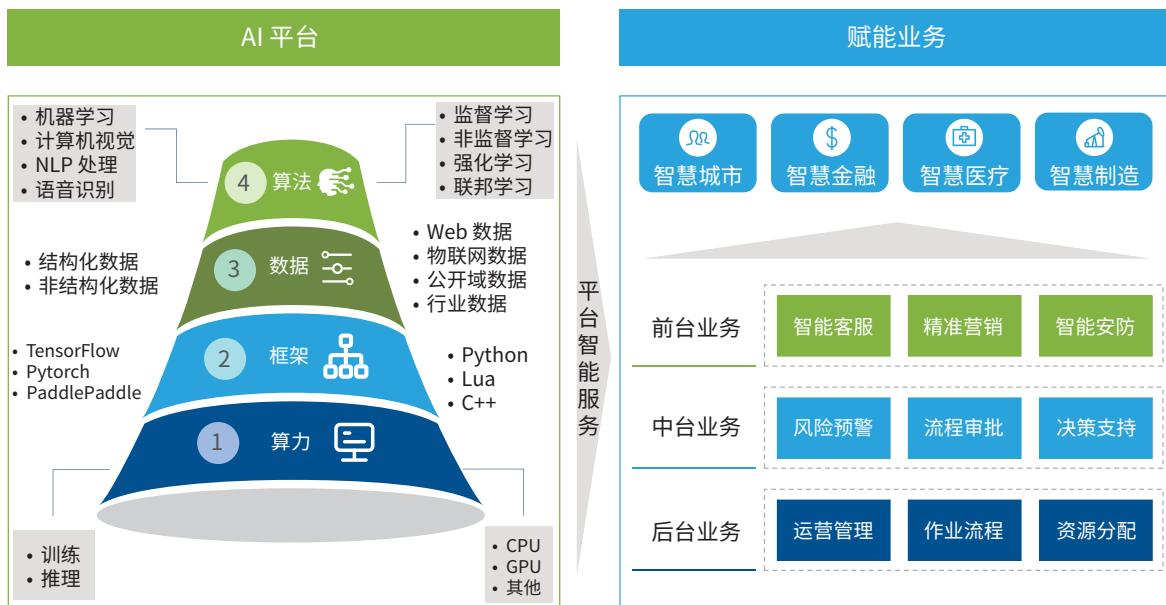 AI 平台
• 机器学习
• 计算机视觉
• NLP 处理
• 语音识别
• 监督学习
• 非监督学习
• 强化学习
• 联邦学习
4 算法
• 结构化数据
• 非结构化数据
3 数据
• Web 数据
• 物联网数据
• 公开域数据
• 行业数据
• TensorFlow
• Pytorch
• PaddlePaddle
2 框架
• Python
• Lua
• C++
1 算力
• 训练
• 推理
• CPU
• GPU
• 其他
平台智能服务
赋能业务
智慧城市
智慧金融
智慧医疗
智慧制造
前台业务
智能客服
精准营销
智能安防
中台业务
风险预警
流程审批
决策支持
后台业务
运营管理
作业流程
资源分配